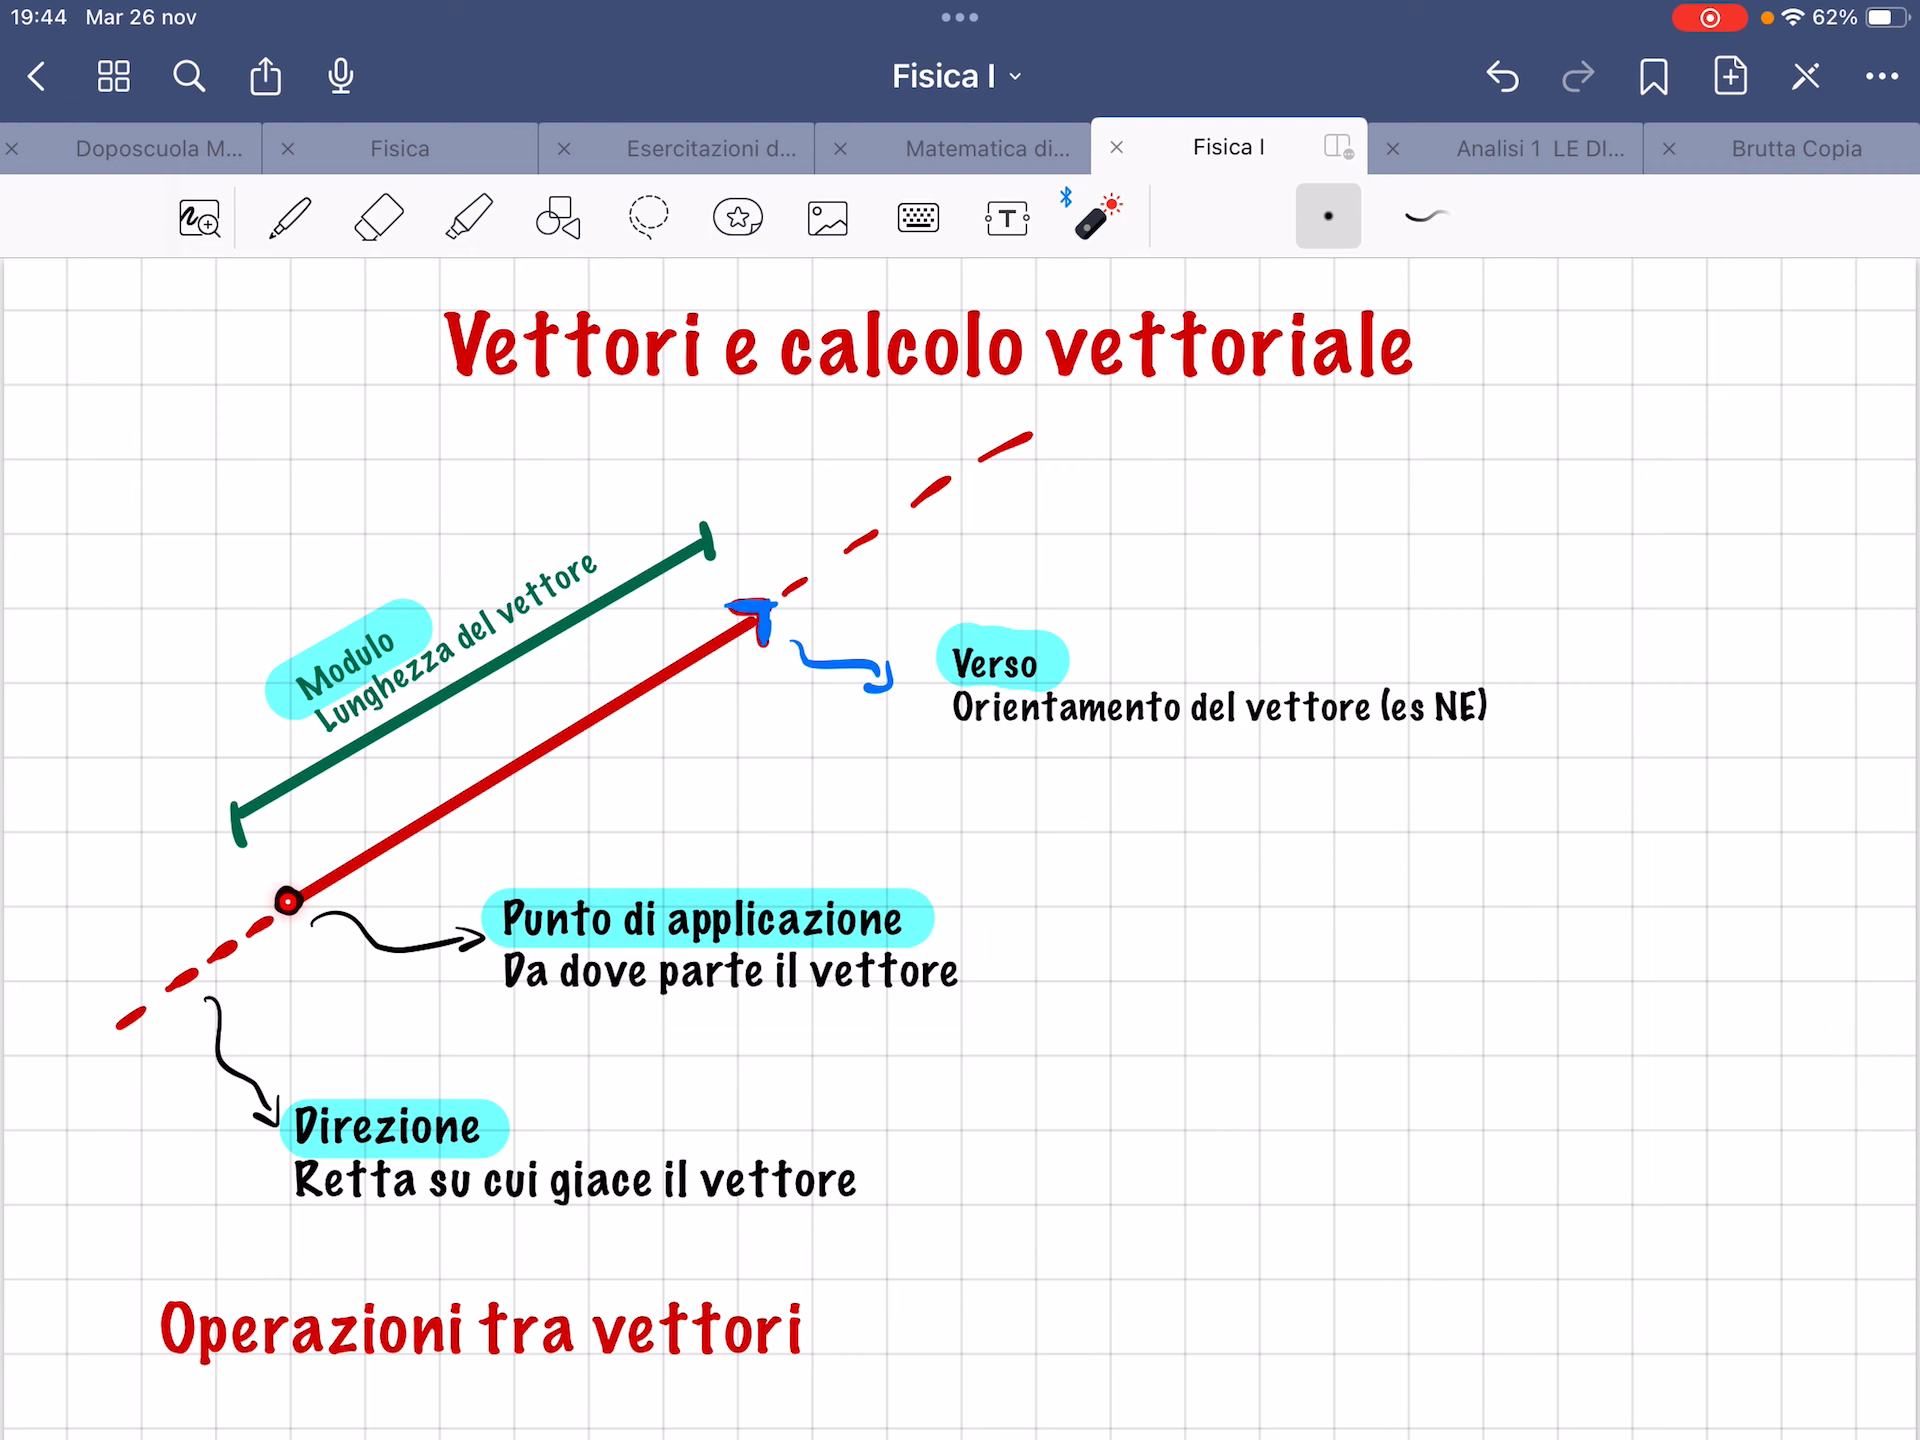 19:44 Mar 26 nov
62%
Fisica I
Doposcuola M...
Fisica
Esercitazioni d...
Matematica di...
Fisica I
Analisi 1 LE DI...
Brutta Copia
T
Vettori e calcolo vettoriale
Modulo
Lunghezza del vettore
Verso
Orientamento del vettore (es NE)
Punto di applicazione
Da dove parte il vettore
Direzione
Retta su cui giace il vettore
Operazioni tra vettori